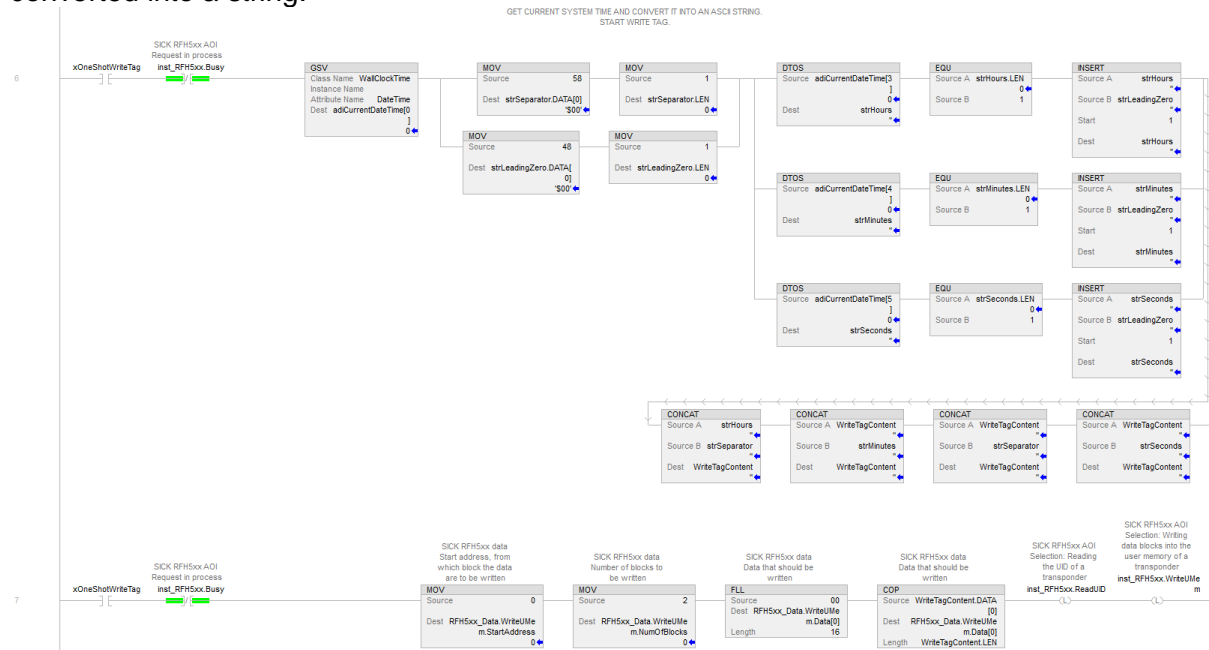 converted into a string.
GET CURRENT SYSTEM TIME AND CONVERT IT INTO AN ASCII STRING.
START WRITE TAG.
6
xOneShotWriteTag
SICK RFH5xx AOI
Request in process
inst_RFH5xx.Busy
GSV
Class Name WallClockTime
Instance Name
Attribute Name DateTime
Dest adiCurrentDateTime[0
]
0
MOV
Source 58
Dest strSeparator.DATA[0]
'$00'
MOV
Source 1
Dest strSeparator.LEN
0
MOV
Source 48
Dest strLeadingZero.DATA[
0]
'$00'
MOV
Source 1
Dest strLeadingZero.LEN
0
DTOS
Source adiCurrentDateTime[3
]
0
Dest strHours
''
EQU
Source A strHours.LEN
0
Source B 1
INSERT
Source A strHours
''
Source B strLeadingZero
''
Start 1
Dest strHours
''
DTOS
Source adiCurrentDateTime[4
]
0
Dest strMinutes
''
EQU
Source A strMinutes.LEN
0
Source B 1
INSERT
Source A strMinutes
''
Source B strLeadingZero
''
Start 1
Dest strMinutes
''
DTOS
Source adiCurrentDateTime[5
]
0
Dest strSeconds
''
EQU
Source A strSeconds.LEN
0
Source B 1
INSERT
Source A strSeconds
''
Source B strLeadingZero
''
Start 1
Dest strSeconds
''
CONCAT
Source A strHours
''
Source B strSeparator
''
Dest WriteTagContent
''
CONCAT
Source A WriteTagContent
''
Source B strMinutes
''
Dest WriteTagContent
''
CONCAT
Source A WriteTagContent
''
Source B strSeparator
''
Dest WriteTagContent
''
CONCAT
Source A WriteTagContent
''
Source B strSeconds
''
Dest WriteTagContent
''
7
xOneShotWriteTag
SICK RFH5xx AOI
Request in process
inst_RFH5xx.Busy
SICK RFH5xx data
Start address, from
which block the data
are to be written
MOV
Source 0
Dest RFH5xx_Data.WriteUMe
m.StartAddress
0
SICK RFH5xx data
Number of blocks to
be written
MOV
Source 2
Dest RFH5xx_Data.WriteUMe
m.NumOfBlocks
0
SICK RFH5xx data
Data that should be
written
FLL
Source 00
Dest RFH5xx_Data.WriteUMe
m.Data[0]
Length 16
SICK RFH5xx data
Data that should be
written
COP
Source WriteTagContent.DATA
[0]
Dest RFH5xx_Data.WriteUMe
m.Data[0]
Length WriteTagContent.LEN
SICK RFH5xx AOI
Selection: Reading
the UID of a
transponder
inst_RFH5xx.ReadUID
L
SICK RFH5xx AOI
Selection: Writing
data blocks into the
user memory of a
transponder
inst_RFH5xx.WriteUMe
m
L